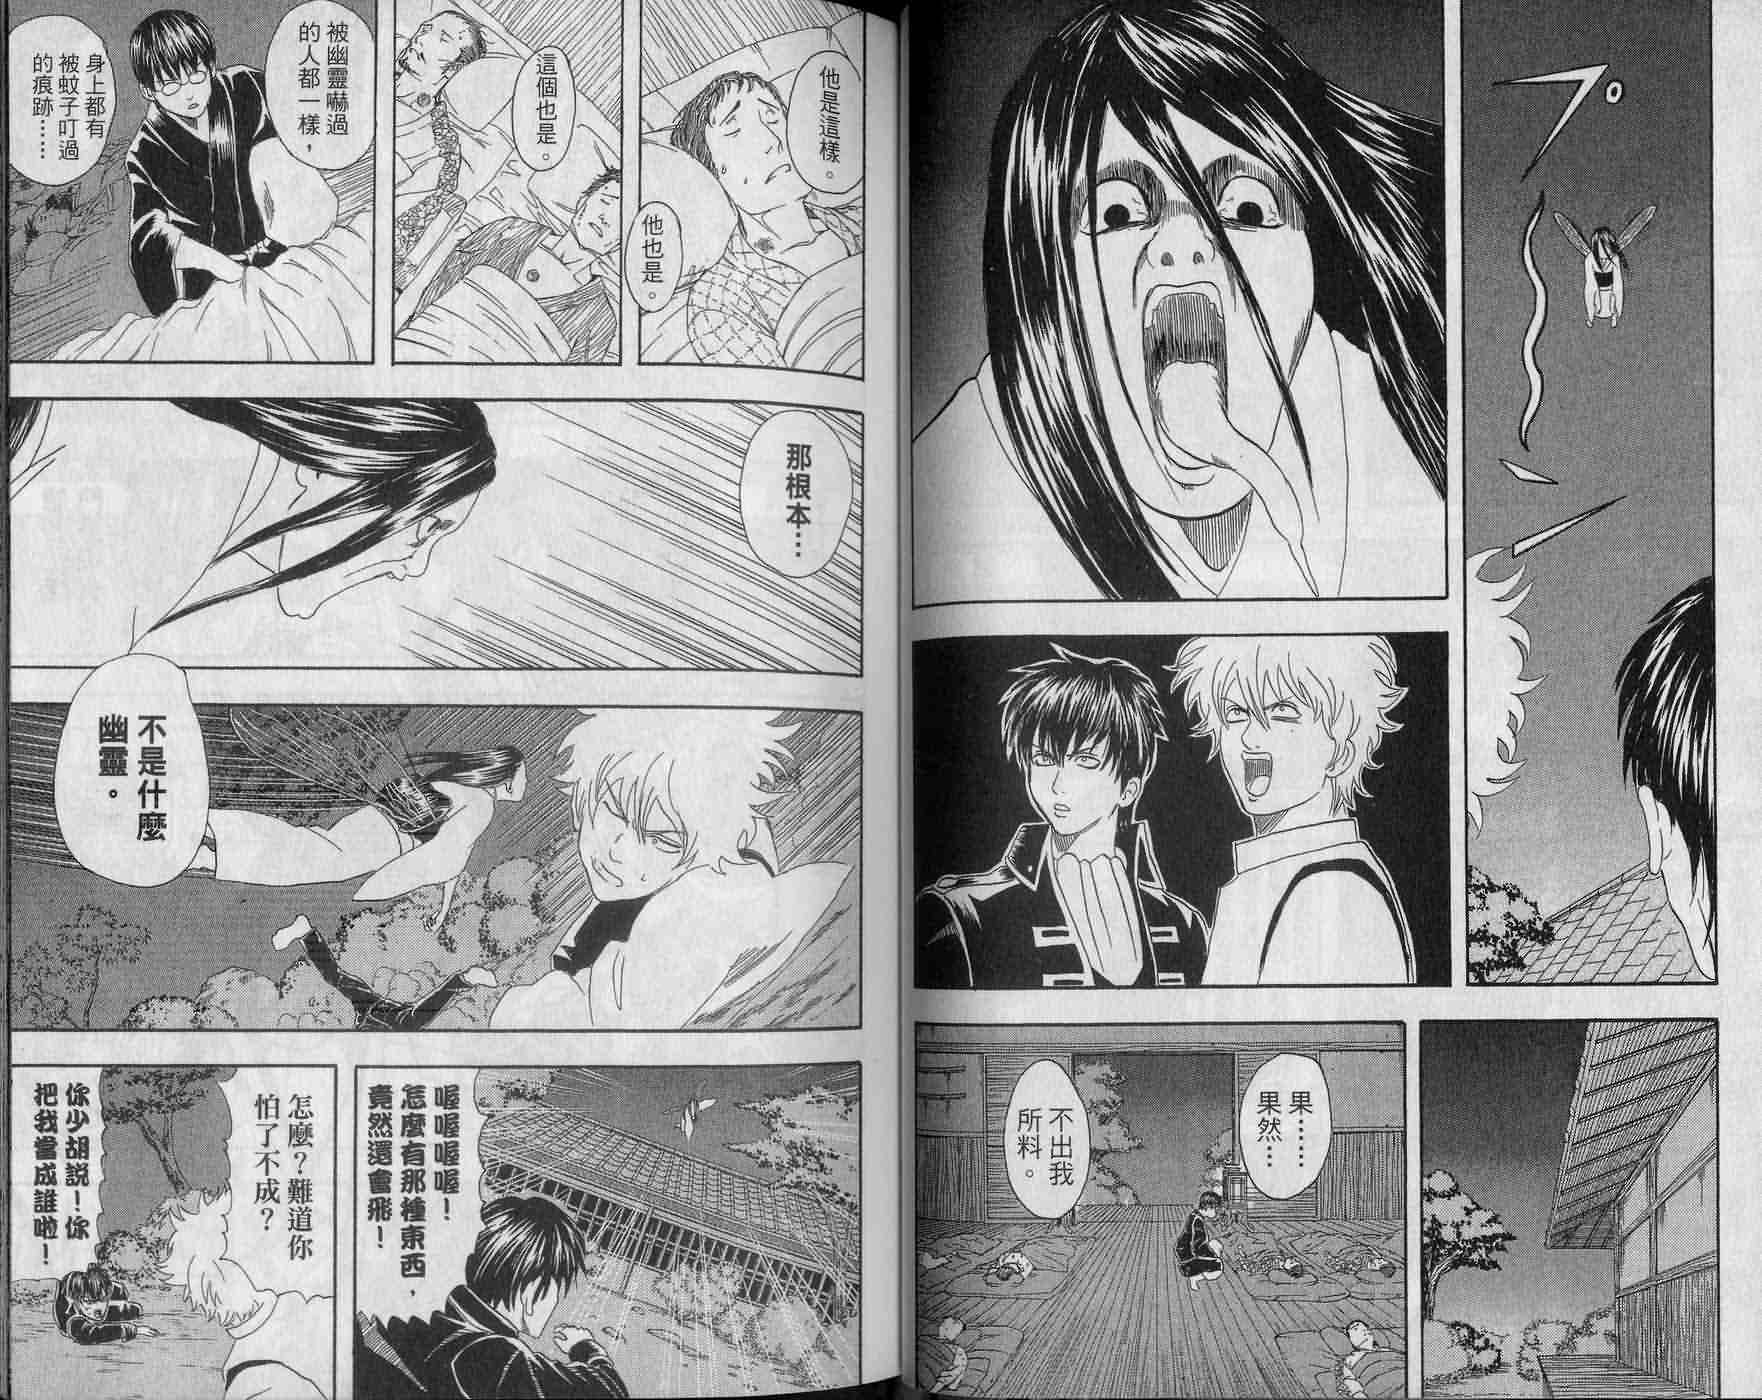 プ。
果……
果然…
不出我
所料。
他是這樣。
他也是。
這個也是。
被幽靈嚇過
的人都一樣，
身上都有
被蚊子叮過
的痕跡……
那根本…
不是什麼
幽靈。
喔喔喔喔！
怎麼有那種東西，
竟然還會飛！
怎麼？難道你
怕了不成？
你少胡說！你
把我當成誰啦！